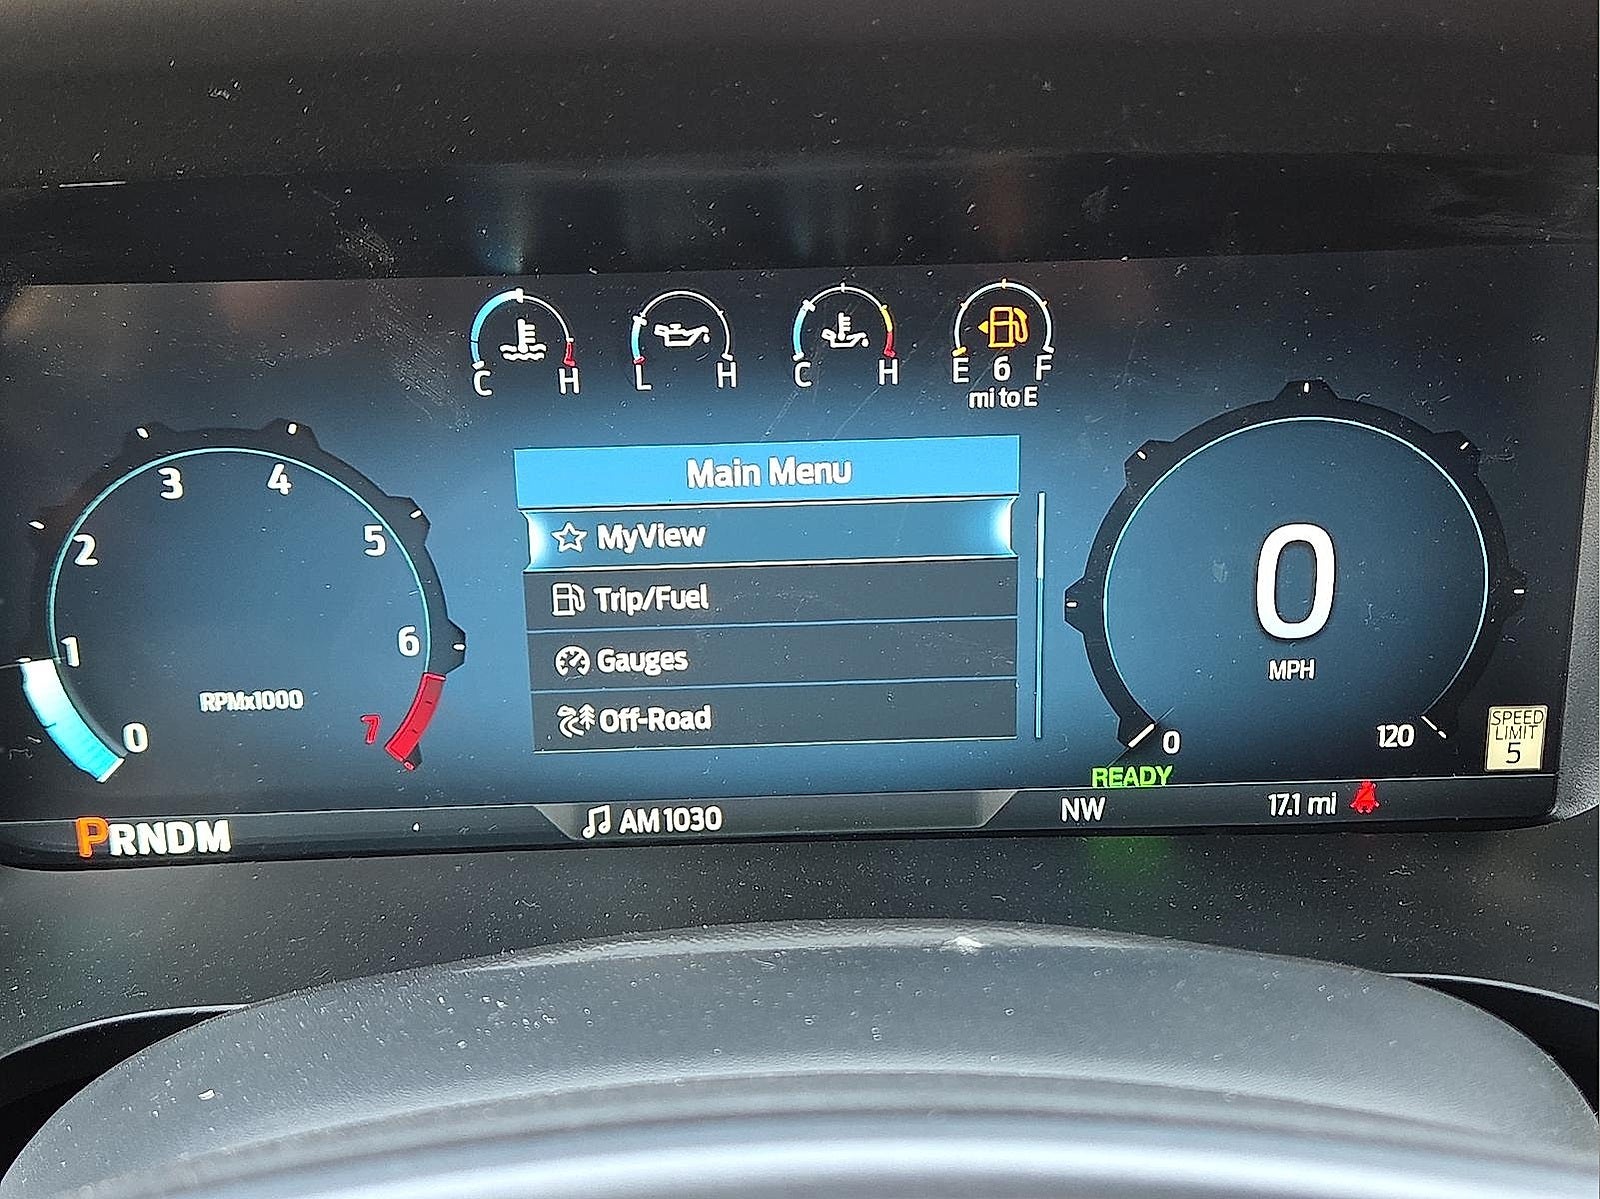 C H
L H
C H
E 6 F
mi to E
3 4
2 5
1 6
0 7
RPMx1000
Main Menu
MyView
Trip/Fuel
Gauges
Off-Road
0
MPH
0 120
SPEED
LIMIT
5
READY
PRNDM
AM 1030
NW
17.1 mi